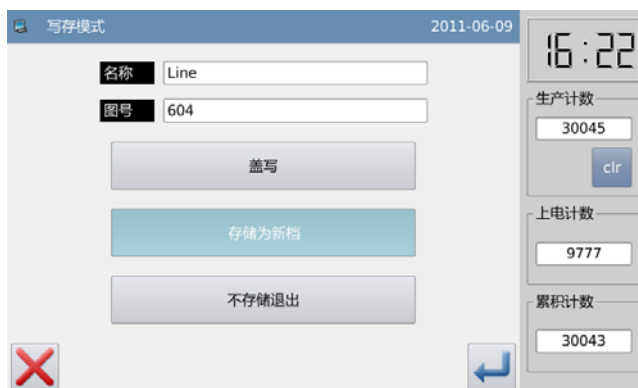 写存模式 2011-06-09
名称 Line
图号 604
盖写
存储为新档
不存储退出
16:22
生产计数
30045
clr
上电计数
9777
累积计数
30043